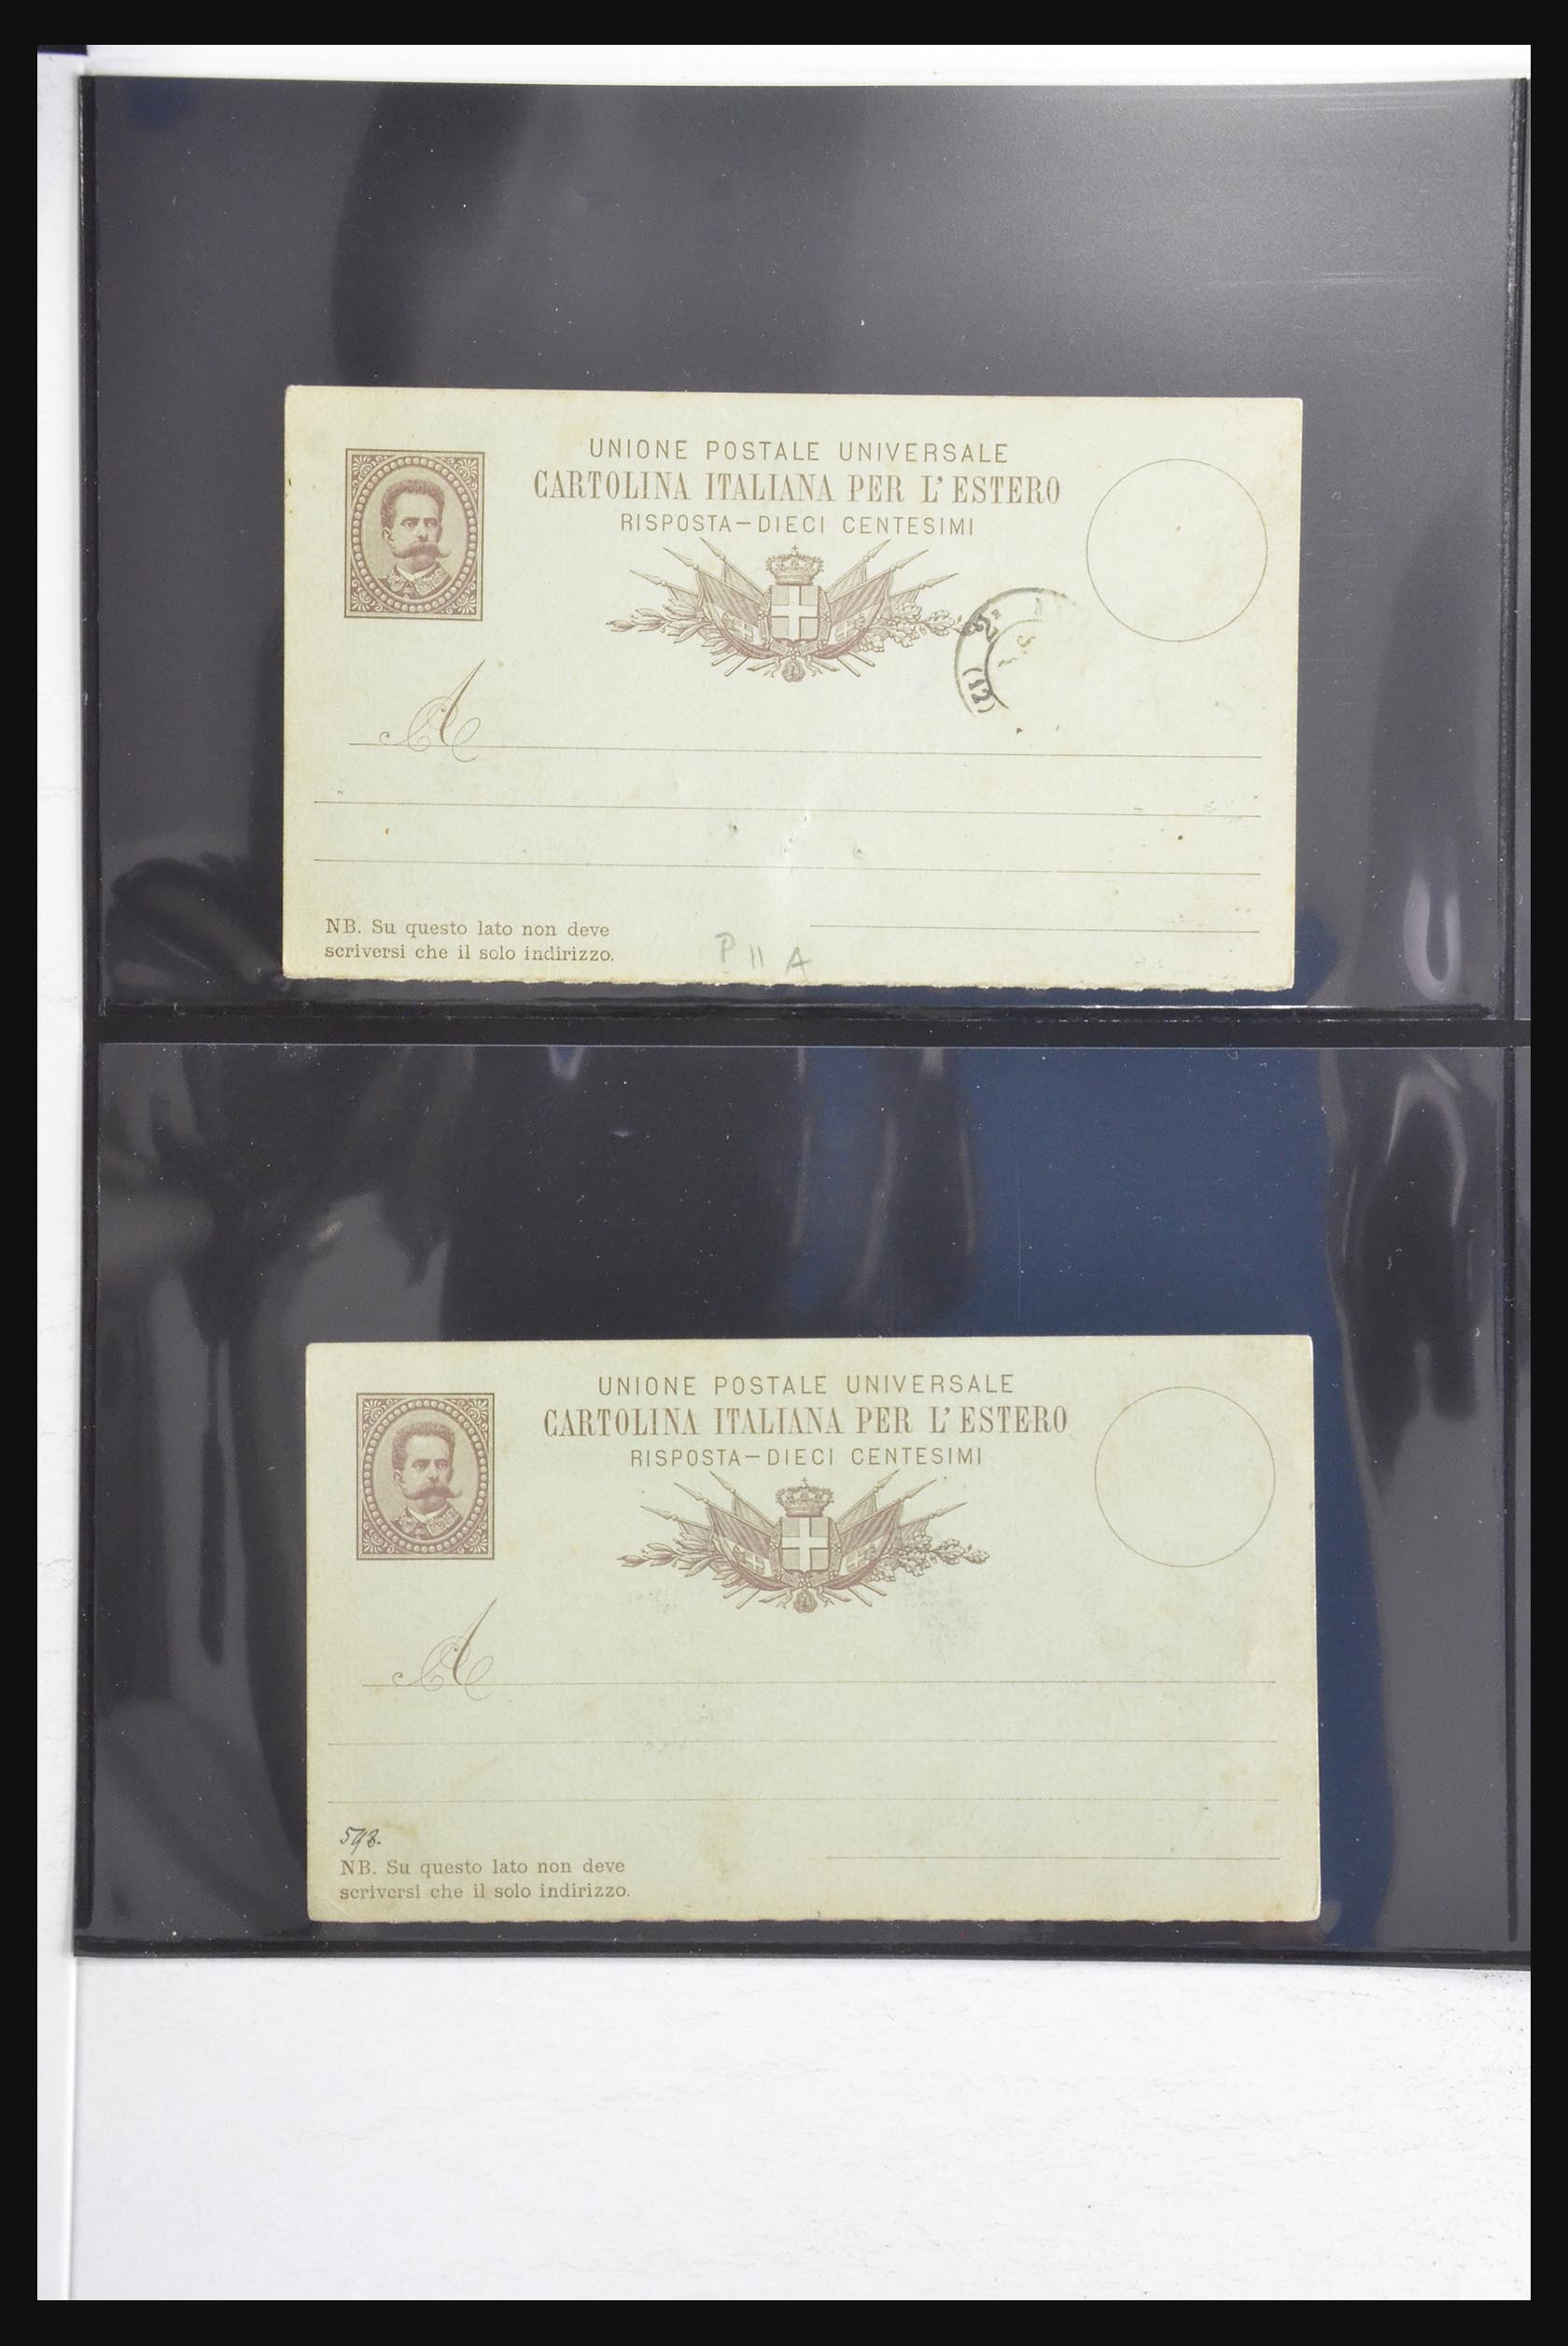 UNIONE POSTALE UNIVERSALE
CARTOLINA ITALIANA PER L'ESTERO
RISPOSTA—DIECI CENTESIMI
(12)
A
NB. Su questo lato non deve
scriversi che il solo indirizzo.
P 11 A
UNIONE POSTALE UNIVERSALE
CARTOLINA ITALIANA PER L'ESTERO
RISPOSTA—DIECI CENTESIMI
A
NB. Su questo lato non deve
scriversi che il solo indirizzo.